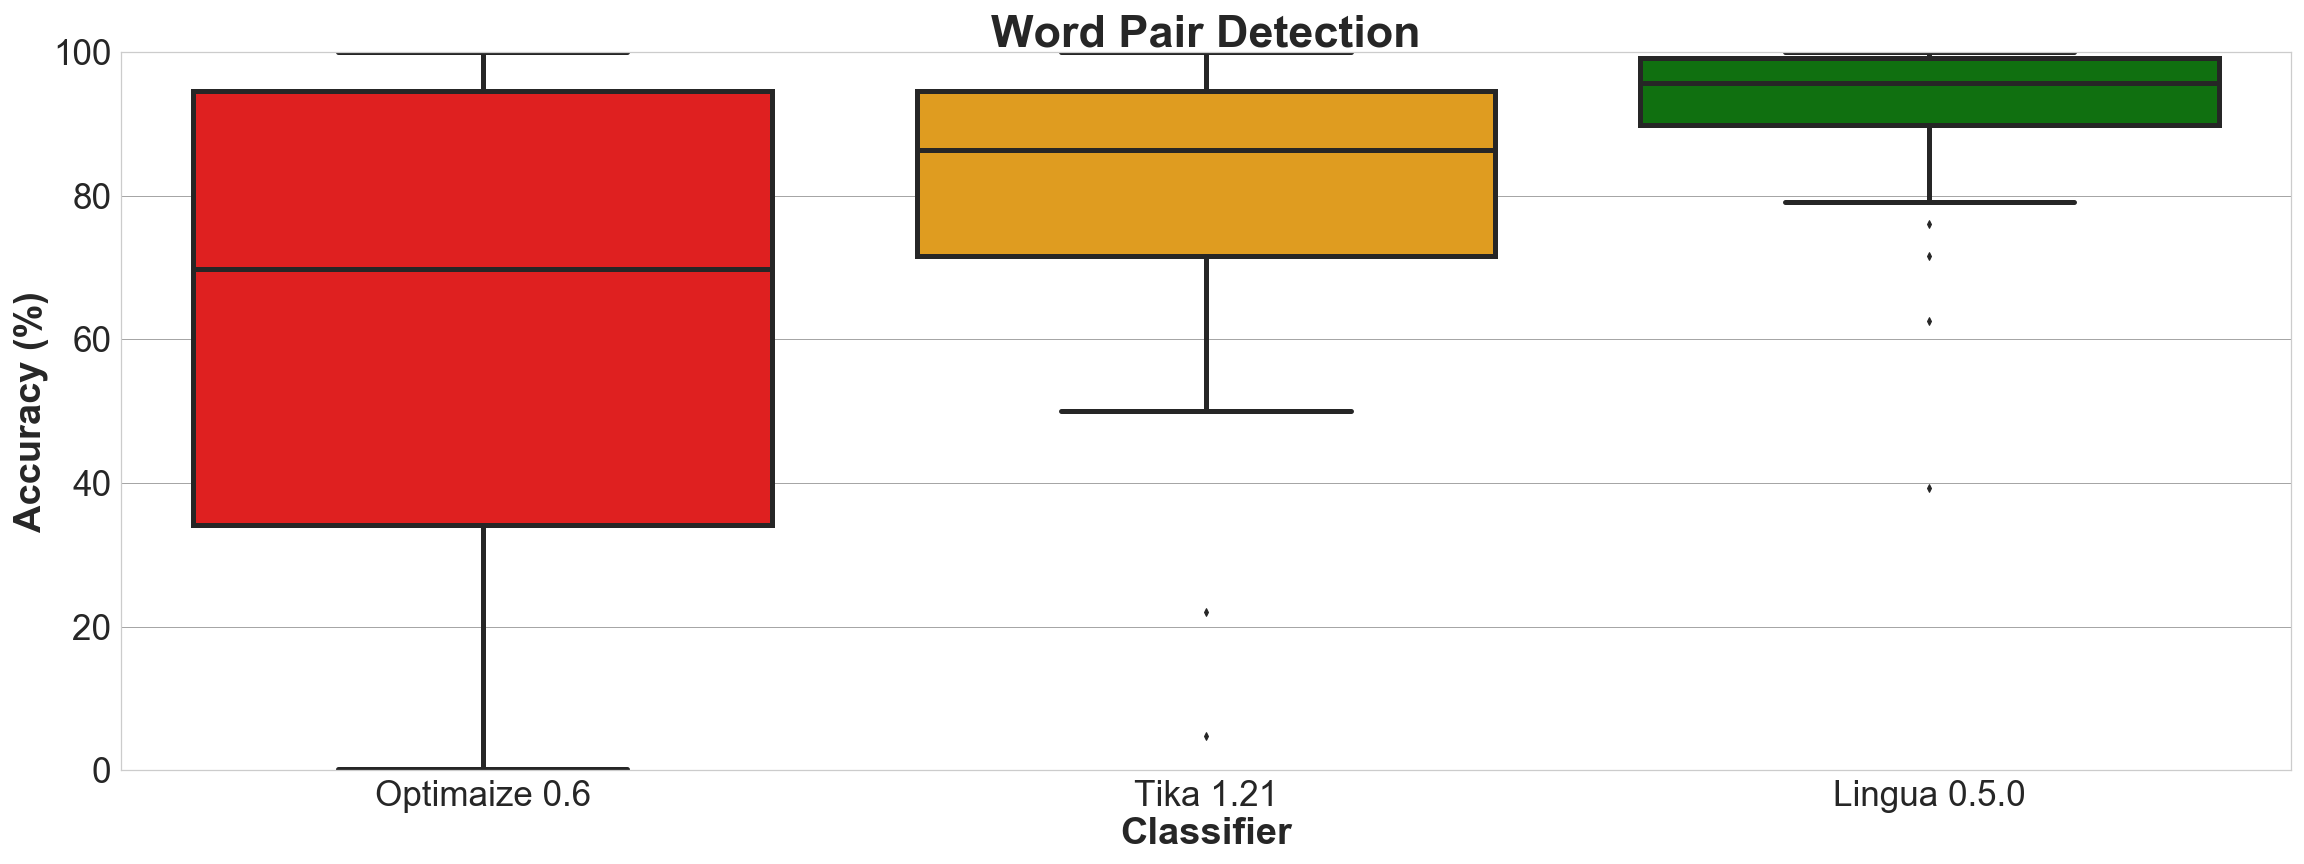 Word Pair Detection
100
80
60
40
20
0
Accuracy (%)
Optimaize 0.6
Tika 1.21
Lingua 0.5.0
Classifier